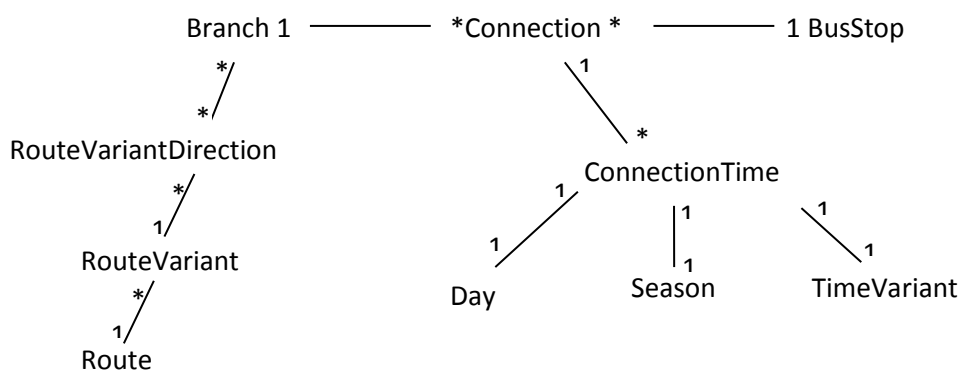 Branch 1 *Connection * 1 BusStop
* 1
* *
RouteVariantDirection ConnectionTime
* 1 1 1
1 1 1 1
RouteVariant Day Season TimeVariant
*
1
Route